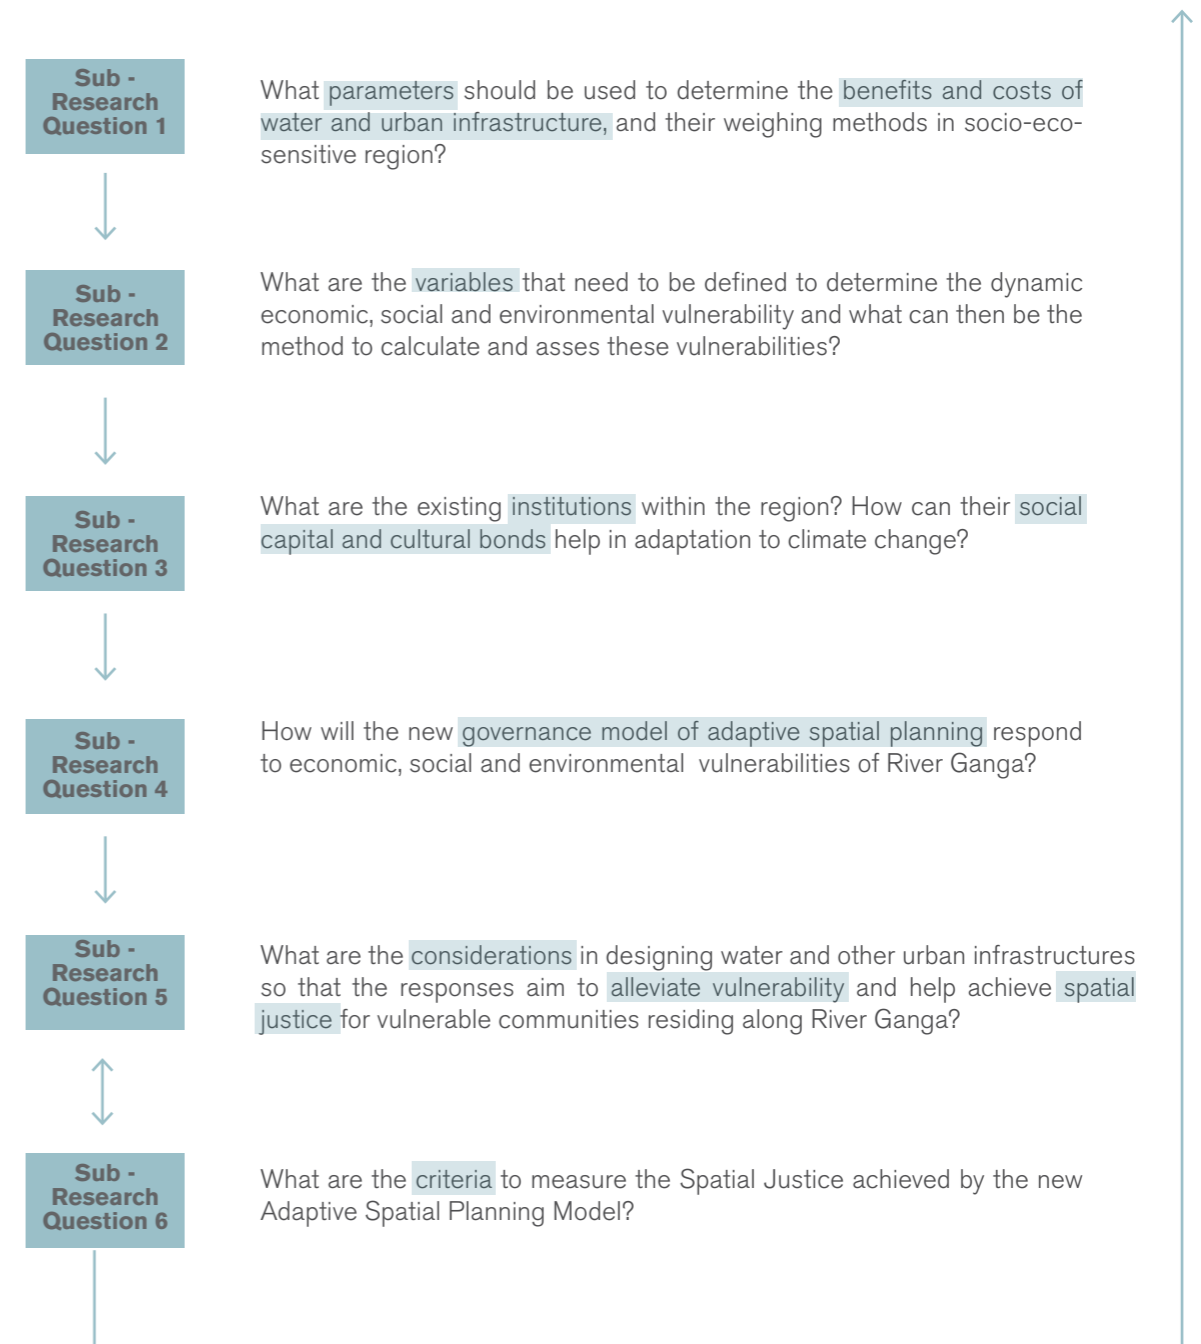 Sub -
Research
Question 1
What parameters should be used to determine the benefits and costs of
water and urban infrastructure, and their weighing methods in socio-eco-
sensitive region?
Sub -
Research
Question 2
What are the variables that need to be defined to determine the dynamic
economic, social and environmental vulnerability and what can then be the
method to calculate and asses these vulnerabilities?
Sub -
Research
Question 3
What are the existing institutions within the region? How can their social
capital and cultural bonds help in adaptation to climate change?
Sub -
Research
Question 4
How will the new governance model of adaptive spatial planning respond
to economic, social and environmental vulnerabilities of River Ganga?
Sub -
Research
Question 5
What are the considerations in designing water and other urban infrastructures
so that the responses aim to alleviate vulnerability and help achieve spatial
justice for vulnerable communities residing along River Ganga?
Sub -
Research
Question 6
What are the criteria to measure the Spatial Justice achieved by the new
Adaptive Spatial Planning Model?